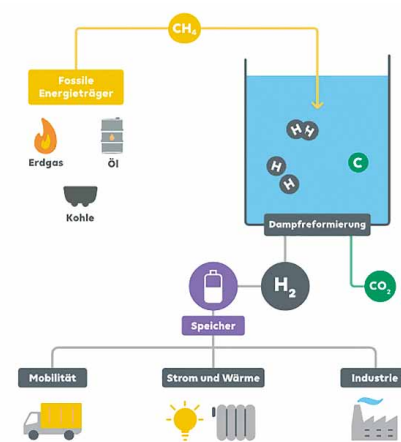 CH₄
Fossile
Energieträger
Erdgas
Öl
Kohle
H H
H
H
C
Dampfreformierung
H₂
CO₂
Speicher
Mobilität
Strom und Wärme
Industrie